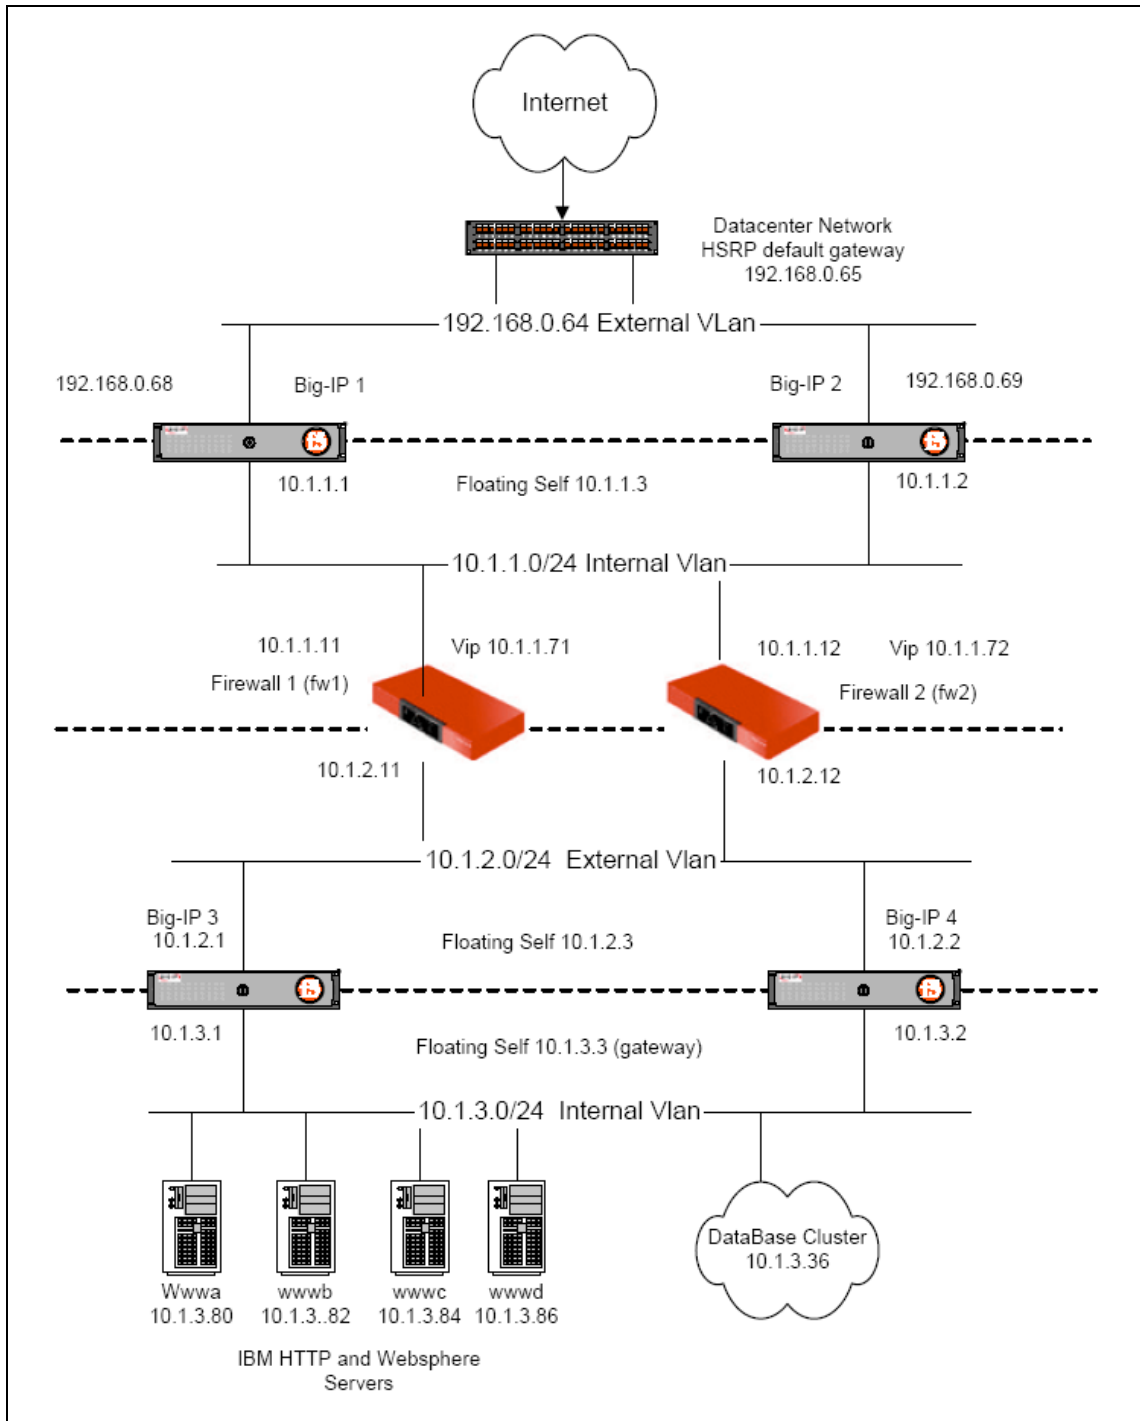 Internet
Datacenter Network
HSRP default gateway
192.168.0.65
192.168.0.64 External VLan
192.168.0.68
Big-IP 1
Big-IP 2
192.168.0.69
10.1.1.1
Floating Self 10.1.1.3
10.1.1.2
10.1.1.0/24 Internal Vlan
10.1.1.11
Vip 10.1.1.71
10.1.1.12
Vip 10.1.1.72
Firewall 1 (fw1)
Firewall 2 (fw2)
10.1.2.11
10.1.2.12
10.1.2.0/24 External Vlan
Big-IP 3
10.1.2.1
Floating Self 10.1.2.3
Big-IP 4
10.1.2.2
10.1.3.1
Floating Self 10.1.3.3 (gateway)
10.1.3.2
10.1.3.0/24 Internal Vlan
DataBase Cluster
10.1.3.36
Wwwa
10.1.3.80
wwwb
10.1.3..82
wwwc
10.1.3.84
wwwd
10.1.3.86
IBM HTTP and Websphere
Servers